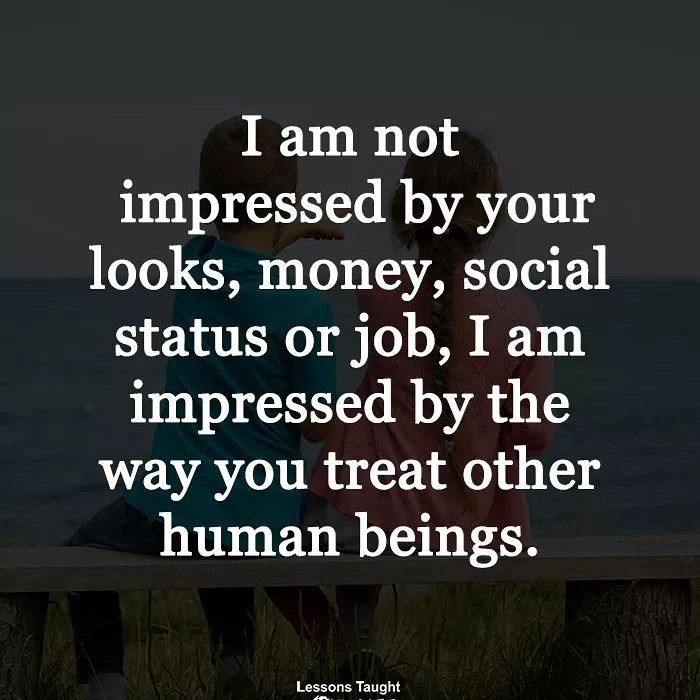 I am not
impressed by your
looks, money, social
status or job, I am
impressed by the
way you treat other
human beings.
Lessons Taught